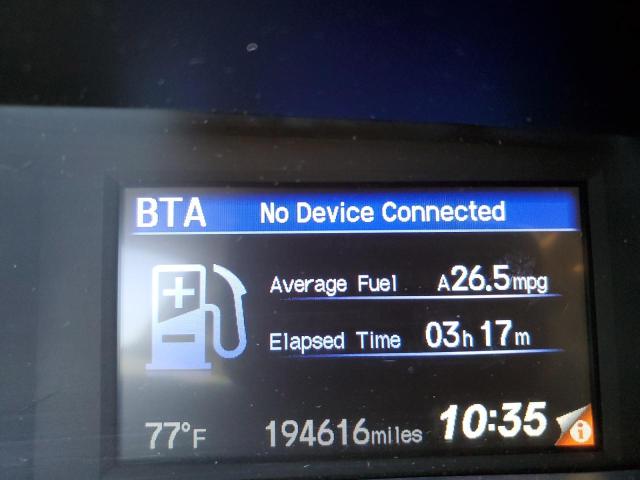 BTA No Device Connected
Average Fuel A26.5mpg
Elapsed Time 03h 17m
77°F 194616miles 10:35 i